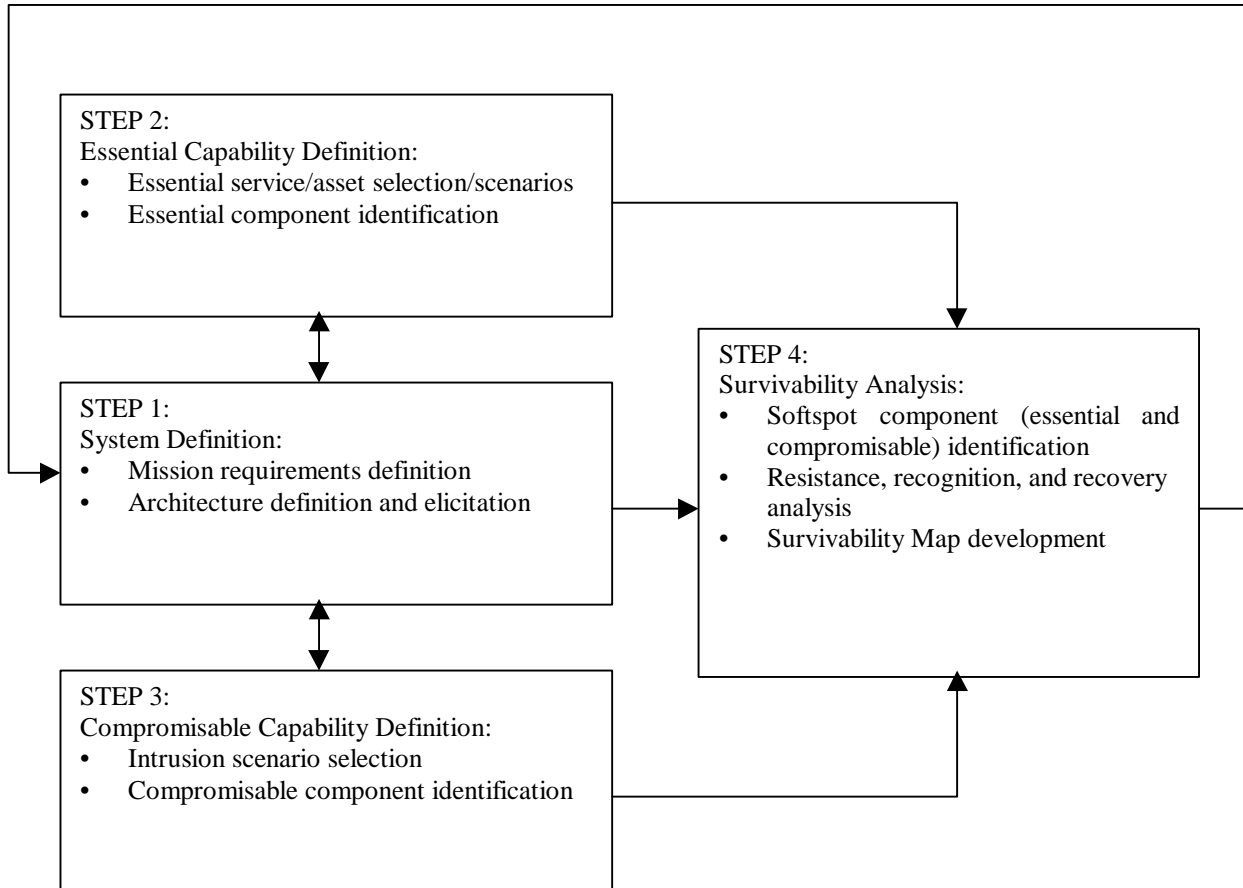 STEP 2:
Essential Capability Definition:
• Essential service/asset selection/scenarios
• Essential component identification
STEP 1:
System Definition:
• Mission requirements definition
• Architecture definition and elicitation
STEP 3:
Compromisable Capability Definition:
• Intrusion scenario selection
• Compromisable component identification
STEP 4:
Survivability Analysis:
• Softspot component (essential and
compromisable) identification
• Resistance, recognition, and recovery
analysis
• Survivability Map development